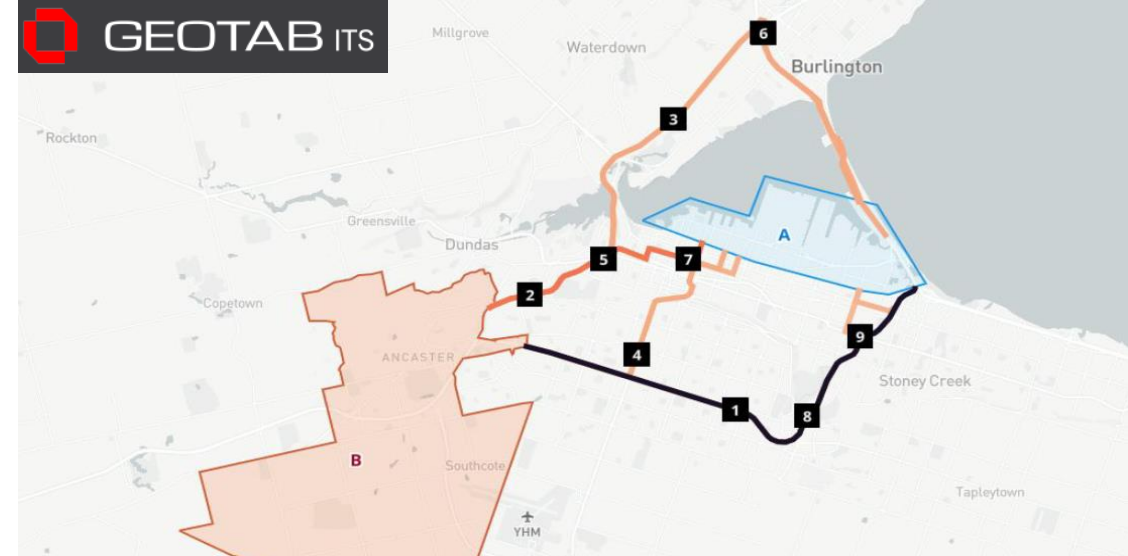 GEOTAB ITS
Millgrove
Waterdown
6
Burlington
3
Rockton
Greensville
A
Dundas
5
7
2
Copetown
ANCASTER
9
4
Stoney Creek
1
8
B
Southcote
Tapleytown
YHM